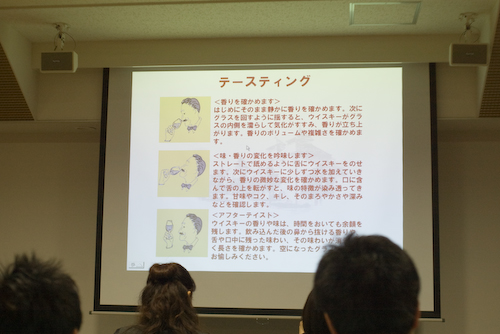 テースティング
＜香りを確かめます＞
はじめにそのまま静かに香りを確かめます。次に
グラスを回すように揺すると、ウイスキーがグラ
スの内側を濡らして気化がすすみ、香りが立ち上
がります。香りのボリュームや複雑さを確かめま
す。
＜味・香りの変化を吟味します＞
ストレートで舐めるように舌にウイスキーをのせ
ます。次にウイスキーに少しずつ水を加えていき
ながら、香りの微妙な変化を確かめます。口に含
んで舌の上を転がすと、味の特徴が染み透ってき
ます。甘味やコク、キレ、そのまろやかさや深み
などを確認します。
＜アフターテイスト＞
ウイスキーの香りや味は、時間をおいても余韻を
残します。飲み込んだ後の鼻から抜ける香り
舌や口中に残った味わい、その味わいが
く長さを確かめます。空になったグ
お愉しみください。